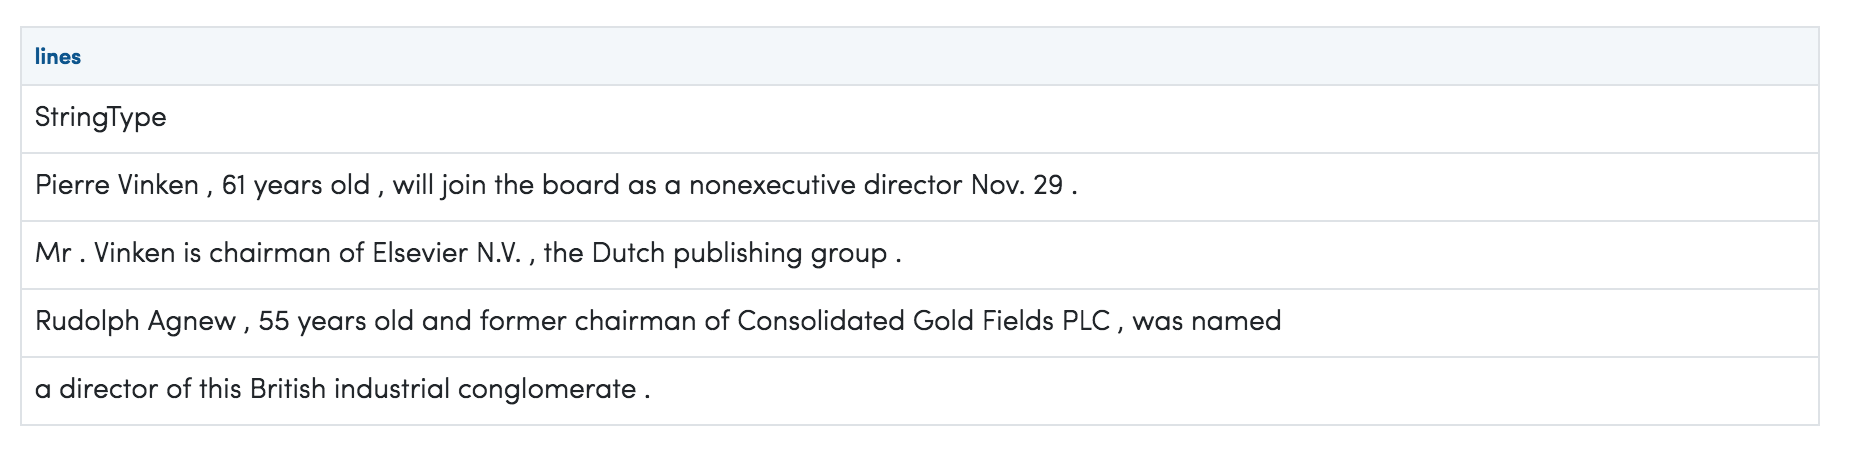 lines
StringType
Pierre Vinken , 61 years old , will join the board as a nonexecutive director Nov. 29 .
Mr . Vinken is chairman of Elsevier N.V. , the Dutch publishing group .
Rudolph Agnew , 55 years old and former chairman of Consolidated Gold Fields PLC , was named
a director of this British industrial conglomerate .